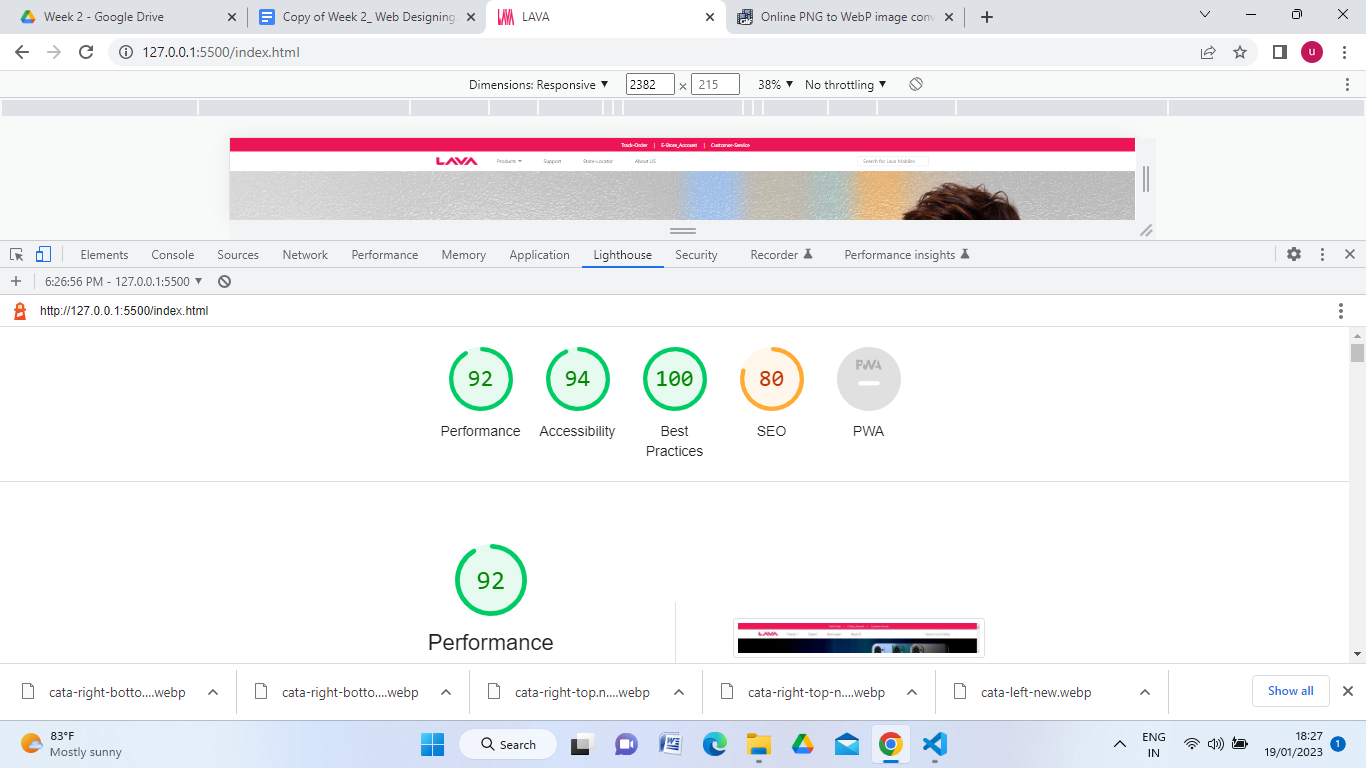 Week 2 - Google Drive
Copy of Week 2_ Web Designing
LAVA
Online PNG to WebP image conv
127.0.0.1:5500/index.html
u
Dimensions: Responsive
2382 × 215
38%
No throttling
Track-Order | E-Store_Account | Customer-Service
LAVA
Products
Support
Store-Locator
About US
Search for Lava Mobiles
Elements
Console
Sources
Network
Performance
Memory
Application
Lighthouse
Security
Recorder
Performance insights
6:26:56 PM - 127.0.0.1:5500
http://127.0.0.1:5500/index.html
92
94
100
80
PWA
Performance
Accessibility
Best
Practices
SEO
PWA
92
Performance
LAVA
cata-right-botto....webp
cata-right-botto....webp
cata-right-top.n....webp
cata-right-top-n....webp
cata-left-new.webp
Show all
83°F
Mostly sunny
Search
ENG
IN
18:27
19/01/2023
1